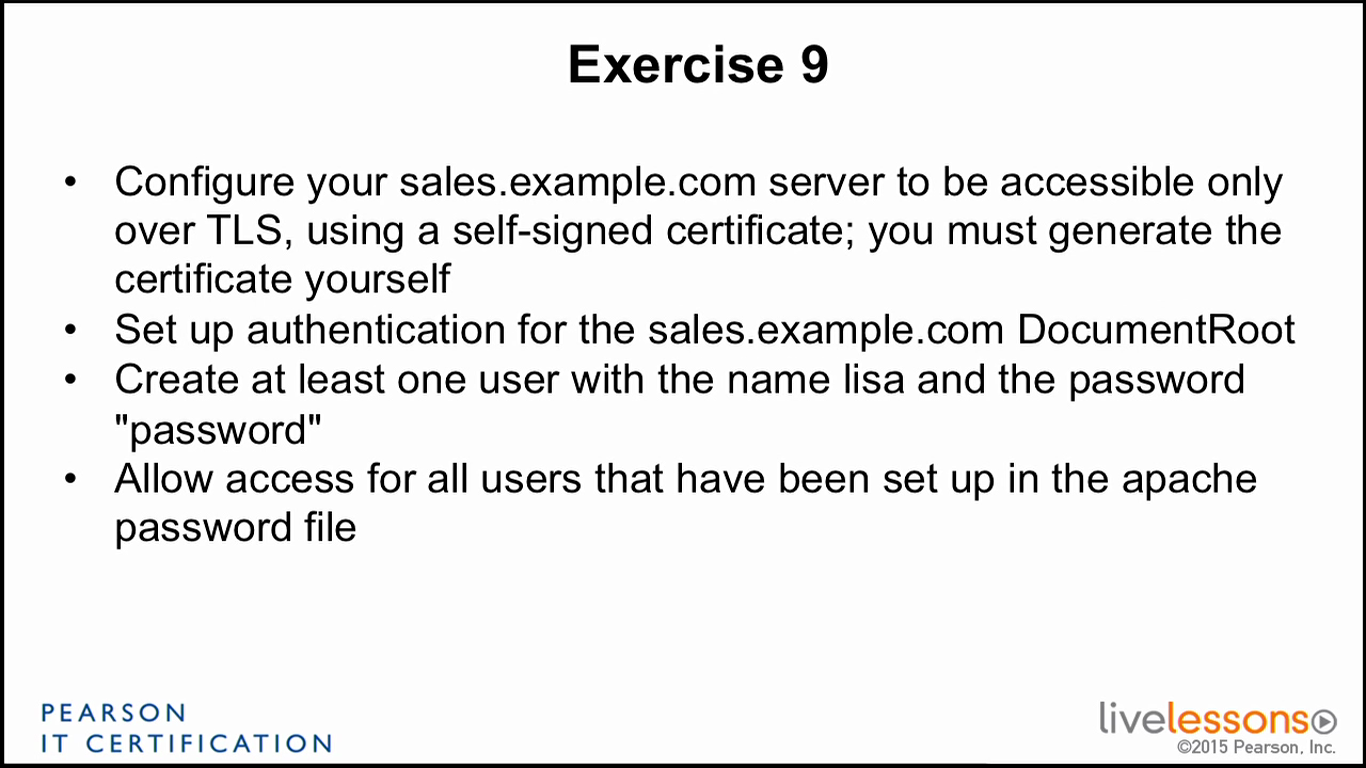 Exercise 9
• Configure your sales.example.com server to be accessible only
over TLS, using a self-signed certificate; you must generate the
certificate yourself
• Set up authentication for the sales.example.com DocumentRoot
• Create at least one user with the name lisa and the password
"password"
• Allow access for all users that have been set up in the apache
password file
PEARSON
IT CERTIFICATION
livelessons
©2015 Pearson, Inc.